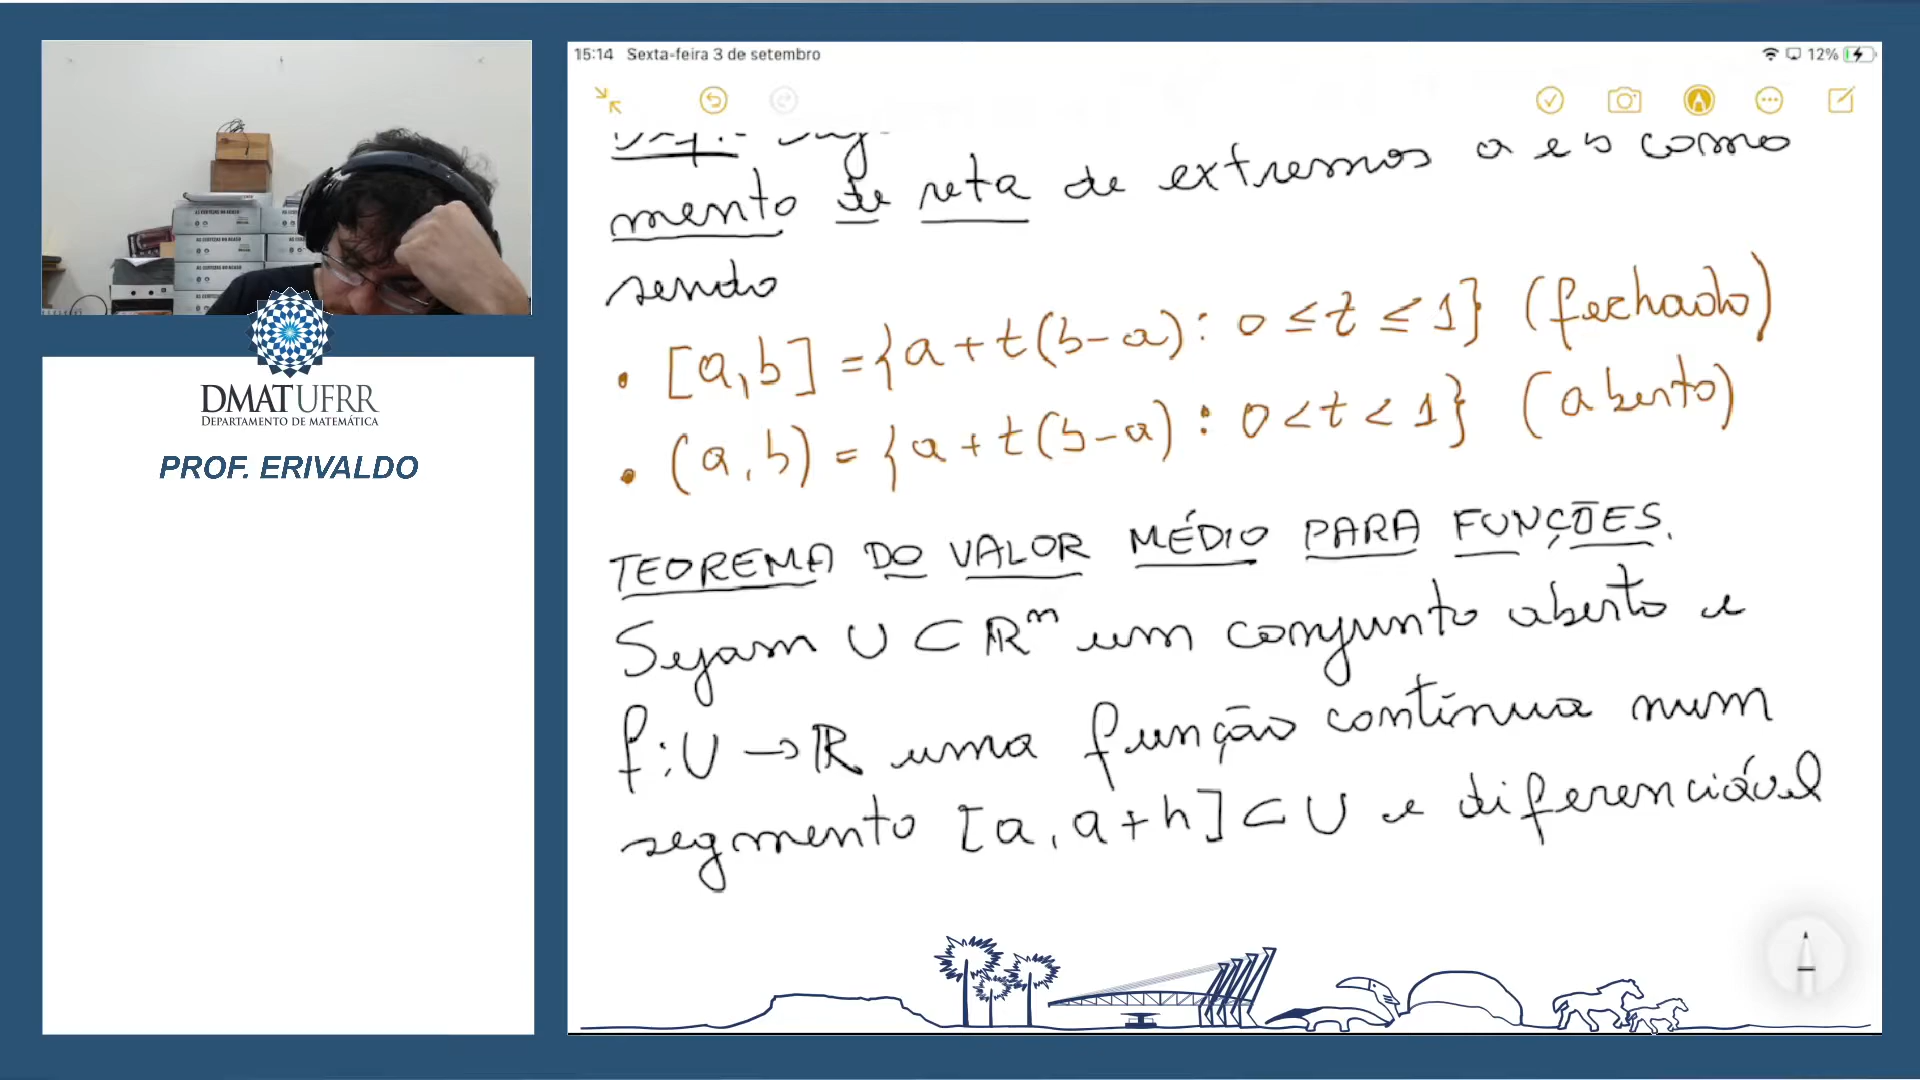 15:14 Sexta-feira 3 de setembro
12%
mento de reta de extremos a e b como
sendo
• [a,b] = {a+t(b-a): 0≤t≤1} (fechado)
• (a,b) = {a+t(b-a): 0<t<1} (aberto)
TEOREMA DO VALOR MÉDIO PARA FUNÇÕES.
Sejam U ⊂ ℝᵐ um conjunto aberto e
f:U→ℝ uma função contínua num
segmento [a,a+h]⊂U e diferenciável
DMATUFRR
DEPARTAMENTO DE MATEMÁTICA
PROF. ERIVALDO